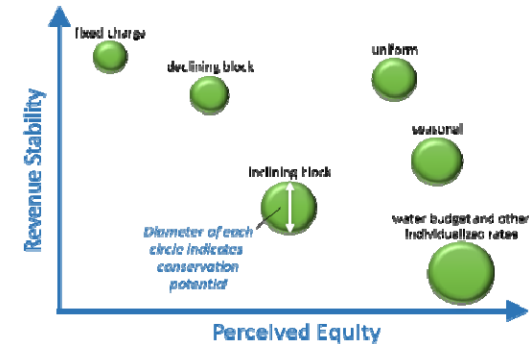 fixed charge
declining block
uniform
seasonal
inclining block
Diameter of each
circle indicates
conservation
potential
water budget and other
individualized rates
Revenue Stability
Perceived Equity